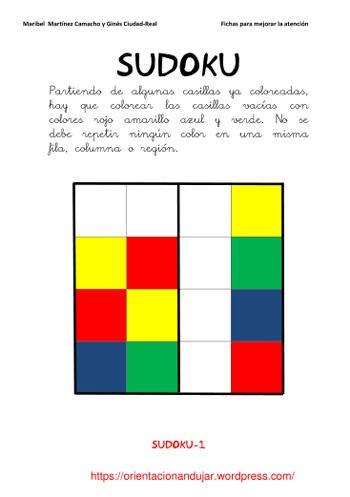 Maribel Martínez Camacho y Ginés Ciudad-Real Fichas para mejorar la atención
SUDOKU
Partiendo de algunas casillas ya coloreadas,
hay que colorear las casillas vacías con
colores rojo amarillo azul y verde. No se
debe repetir ningún color en una misma
fila, columna o región.
SUDOKU-1
https://orientacionandujar.wordpress.com/